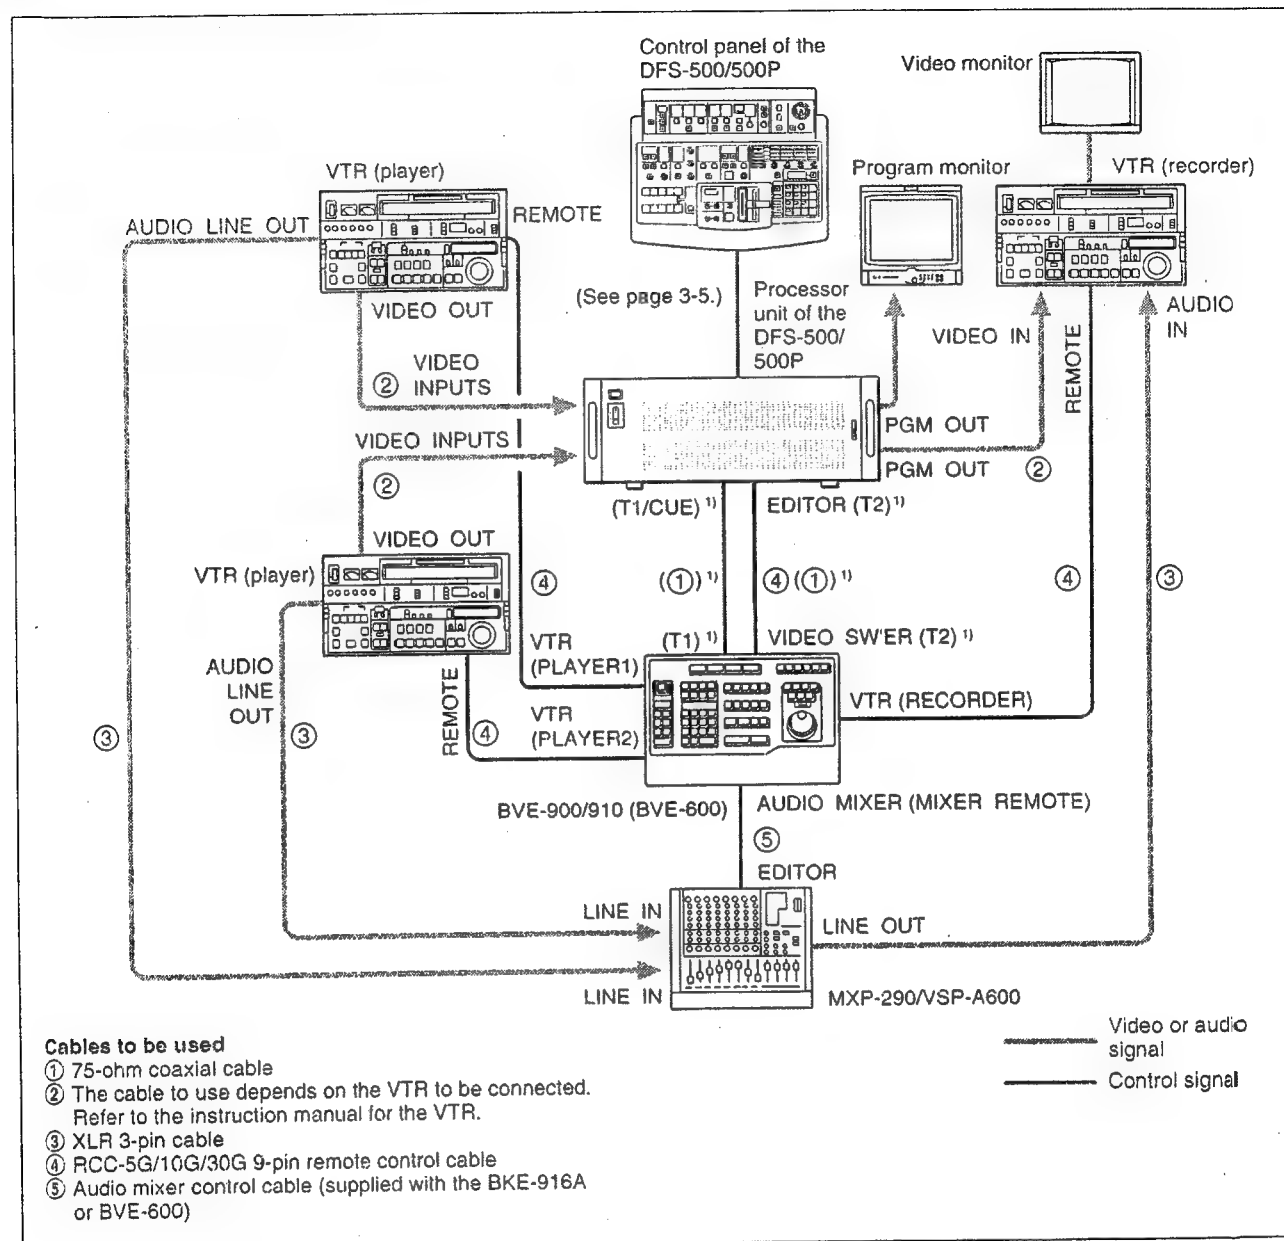 Control panel of the
DFS-500/500P
Video monitor
VTR (player)
Program monitor
VTR (recorder)
AUDIO LINE OUT
REMOTE
(See page 3-5.)
Processor
unit of the
DFS-500/
500P
VIDEO OUT
VIDEO IN
AUDIO
IN
REMOTE
② VIDEO
INPUTS
PGM OUT
VIDEO INPUTS
PGM OUT
②
②
(T1/CUE) ¹⁾
EDITOR (T2) ¹⁾
VIDEO OUT
VTR (player)
④
((①)) ¹⁾
④ ((①)) ¹⁾
④
③
(T1) ¹⁾
VIDEO SW'ER (T2) ¹⁾
VTR
(PLAYER1)
AUDIO
LINE
OUT
REMOTE
VTR (RECORDER)
VTR
(PLAYER2)
③
③
④
BVE-900/910 (BVE-600)
AUDIO MIXER (MIXER REMOTE)
⑤
EDITOR
LINE IN
LINE OUT
LINE IN
MXP-290/VSP-A600
Cables to be used
① 75-ohm coaxial cable
② The cable to use depends on the VTR to be connected.
Refer to the instruction manual for the VTR.
③ XLR 3-pin cable
④ RCC-5G/10G/30G 9-pin remote control cable
⑤ Audio mixer control cable (supplied with the BKE-916A
or BVE-600)
Video or audio
signal
Control signal